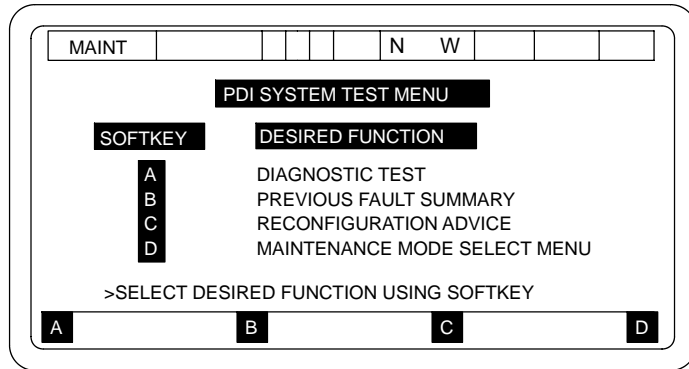 MAINT N W
PDI SYSTEM TEST MENU
SOFTKEY DESIRED FUNCTION
A DIAGNOSTIC TEST
B PREVIOUS FAULT SUMMARY
C RECONFIGURATION ADVICE
D MAINTENANCE MODE SELECT MENU
>SELECT DESIRED FUNCTION USING SOFTKEY
A B C D